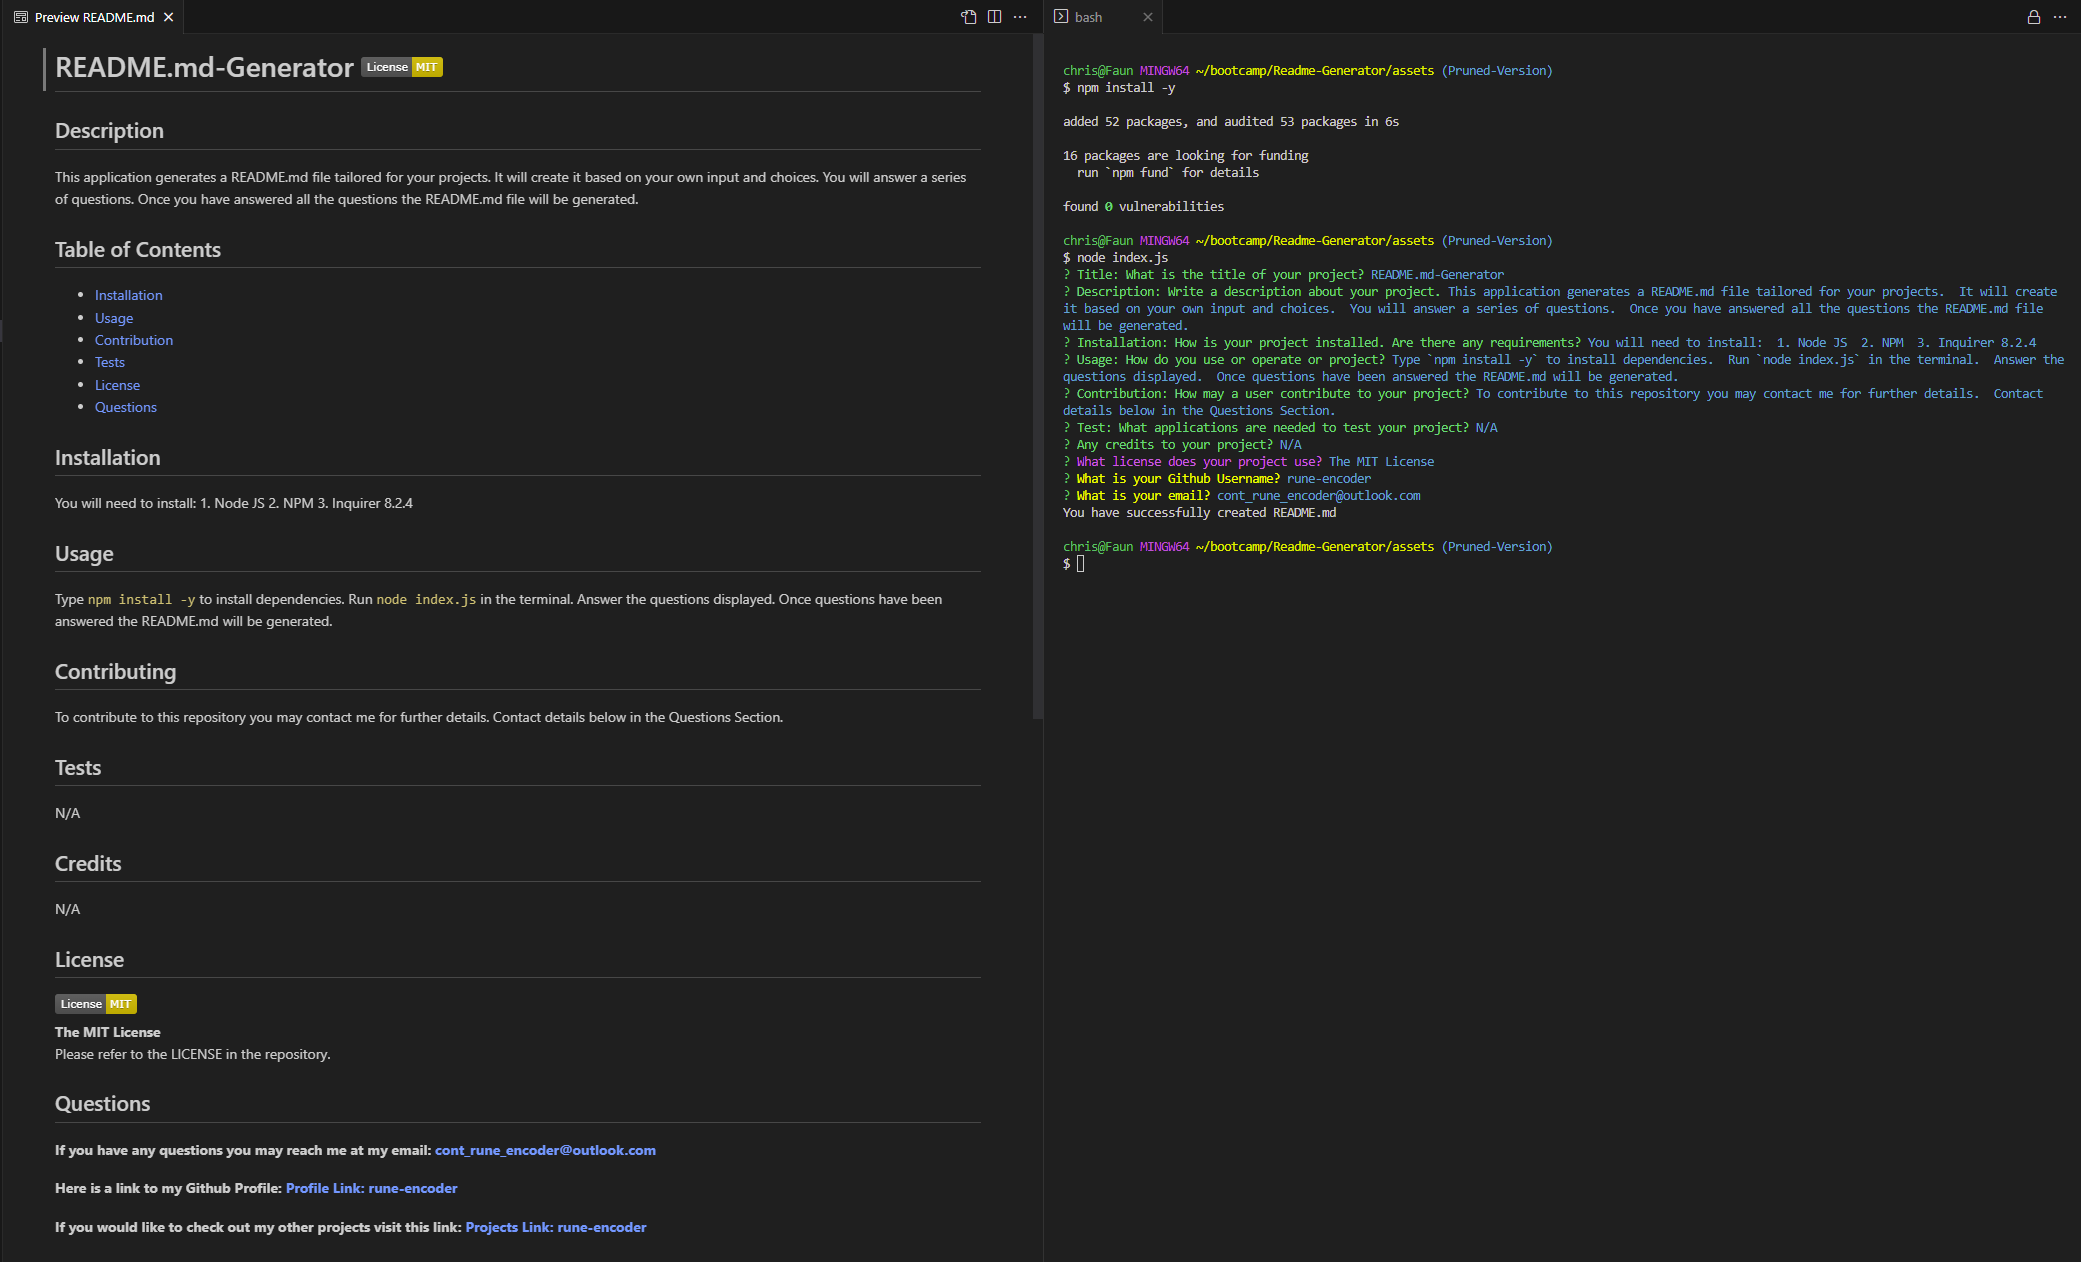 Preview README.md
README.md-Generator License MIT
Description
This application generates a README.md file tailored for your projects. It will create it based on your own input and choices. You will answer a series
of questions. Once you have answered all the questions the README.md file will be generated.
Table of Contents
Installation
Usage
Contribution
Tests
License
Questions
Installation
You will need to install: 1. Node JS 2. NPM 3. Inquirer 8.2.4
Usage
Type npm install -y to install dependencies. Run node index.js in the terminal. Answer the questions displayed. Once questions have been
answered the README.md will be generated.
Contributing
To contribute to this repository you may contact me for further details. Contact details below in the Questions Section.
Tests
N/A
Credits
N/A
License
License MIT
The MIT License
Please refer to the LICENSE in the repository.
Questions
If you have any questions you may reach me at my email: cont_rune_encoder@outlook.com
Here is a link to my Github Profile: Profile Link: rune-encoder
If you would like to check out my other projects visit this link: Projects Link: rune-encoder
bash
chris@Faun MINGW64 ~/bootcamp/Readme-Generator/assets (Pruned-Version)
$ npm install -y
added 52 packages, and audited 53 packages in 6s
16 packages are looking for funding
run `npm fund` for details
found 0 vulnerabilities
chris@Faun MINGW64 ~/bootcamp/Readme-Generator/assets (Pruned-Version)
$ node index.js
? Title: What is the title of your project? README.md-Generator
? Description: Write a description about your project. This application generates a README.md file tailored for your projects.  It will create
it based on your own input and choices.  You will answer a series of questions.  Once you have answered all the questions the README.md file
will be generated.
? Installation: How is your project installed. Are there any requirements? You will need to install:  1. Node JS  2. NPM  3. Inquirer 8.2.4
? Usage: How do you use or operate or project? Type `npm install -y` to install dependencies.  Run `node index.js` in the terminal.  Answer the
questions displayed.  Once questions have been answered the README.md will be generated.
? Contribution: How may a user contribute to your project? To contribute to this repository you may contact me for further details.  Contact
details below in the Questions Section.
? Test: What applications are needed to test your project? N/A
? Any credits to your project? N/A
? What license does your project use? The MIT License
? What is your Github Username? rune-encoder
? What is your email? cont_rune_encoder@outlook.com
You have successfully created README.md
chris@Faun MINGW64 ~/bootcamp/Readme-Generator/assets (Pruned-Version)
$